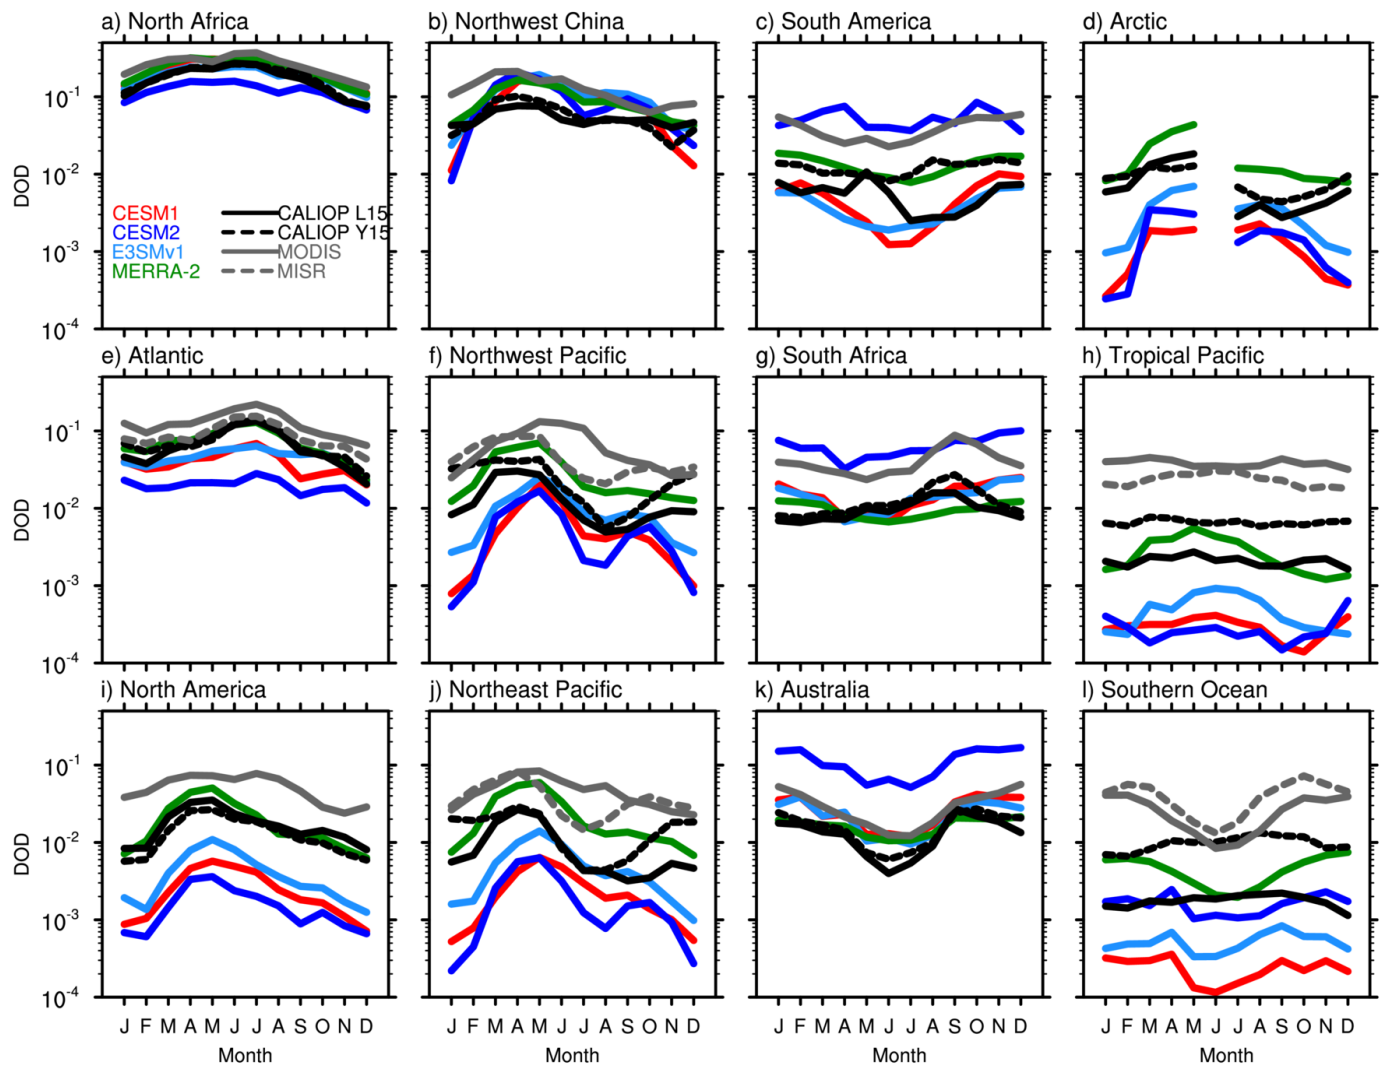 a) North Africa
b) Northwest China
c) South America
d) Arctic
10-1
10-2
10-3
10-4
DOD
CESM1
CESM2
E3SMv1
MERRA-2
CALIOP L15
CALIOP Y15
MODIS
MISR
e) Atlantic
f) Northwest Pacific
g) South Africa
h) Tropical Pacific
10-1
10-2
10-3
10-4
DOD
i) North America
j) Northeast Pacific
k) Australia
l) Southern Ocean
10-1
10-2
10-3
10-4
DOD
J F M A M J J A S O N D
J F M A M J J A S O N D
J F M A M J J A S O N D
J F M A M J J A S O N D
Month
Month
Month
Month